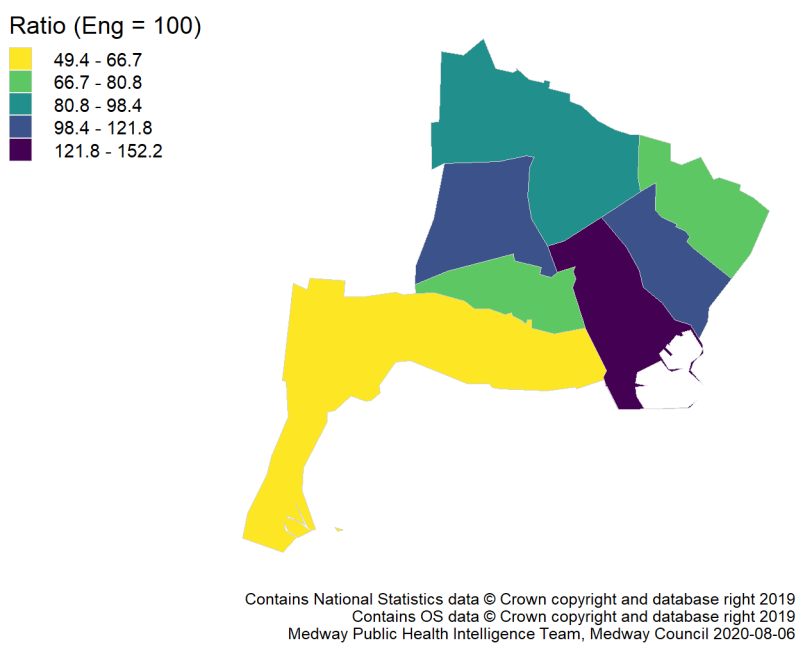 Ratio (Eng = 100)
49.4 - 66.7
66.7 - 80.8
80.8 - 98.4
98.4 - 121.8
121.8 - 152.2
Contains National Statistics data © Crown copyright and database right 2019
Contains OS data © Crown copyright and database right 2019
Medway Public Health Intelligence Team, Medway Council 2020-08-06